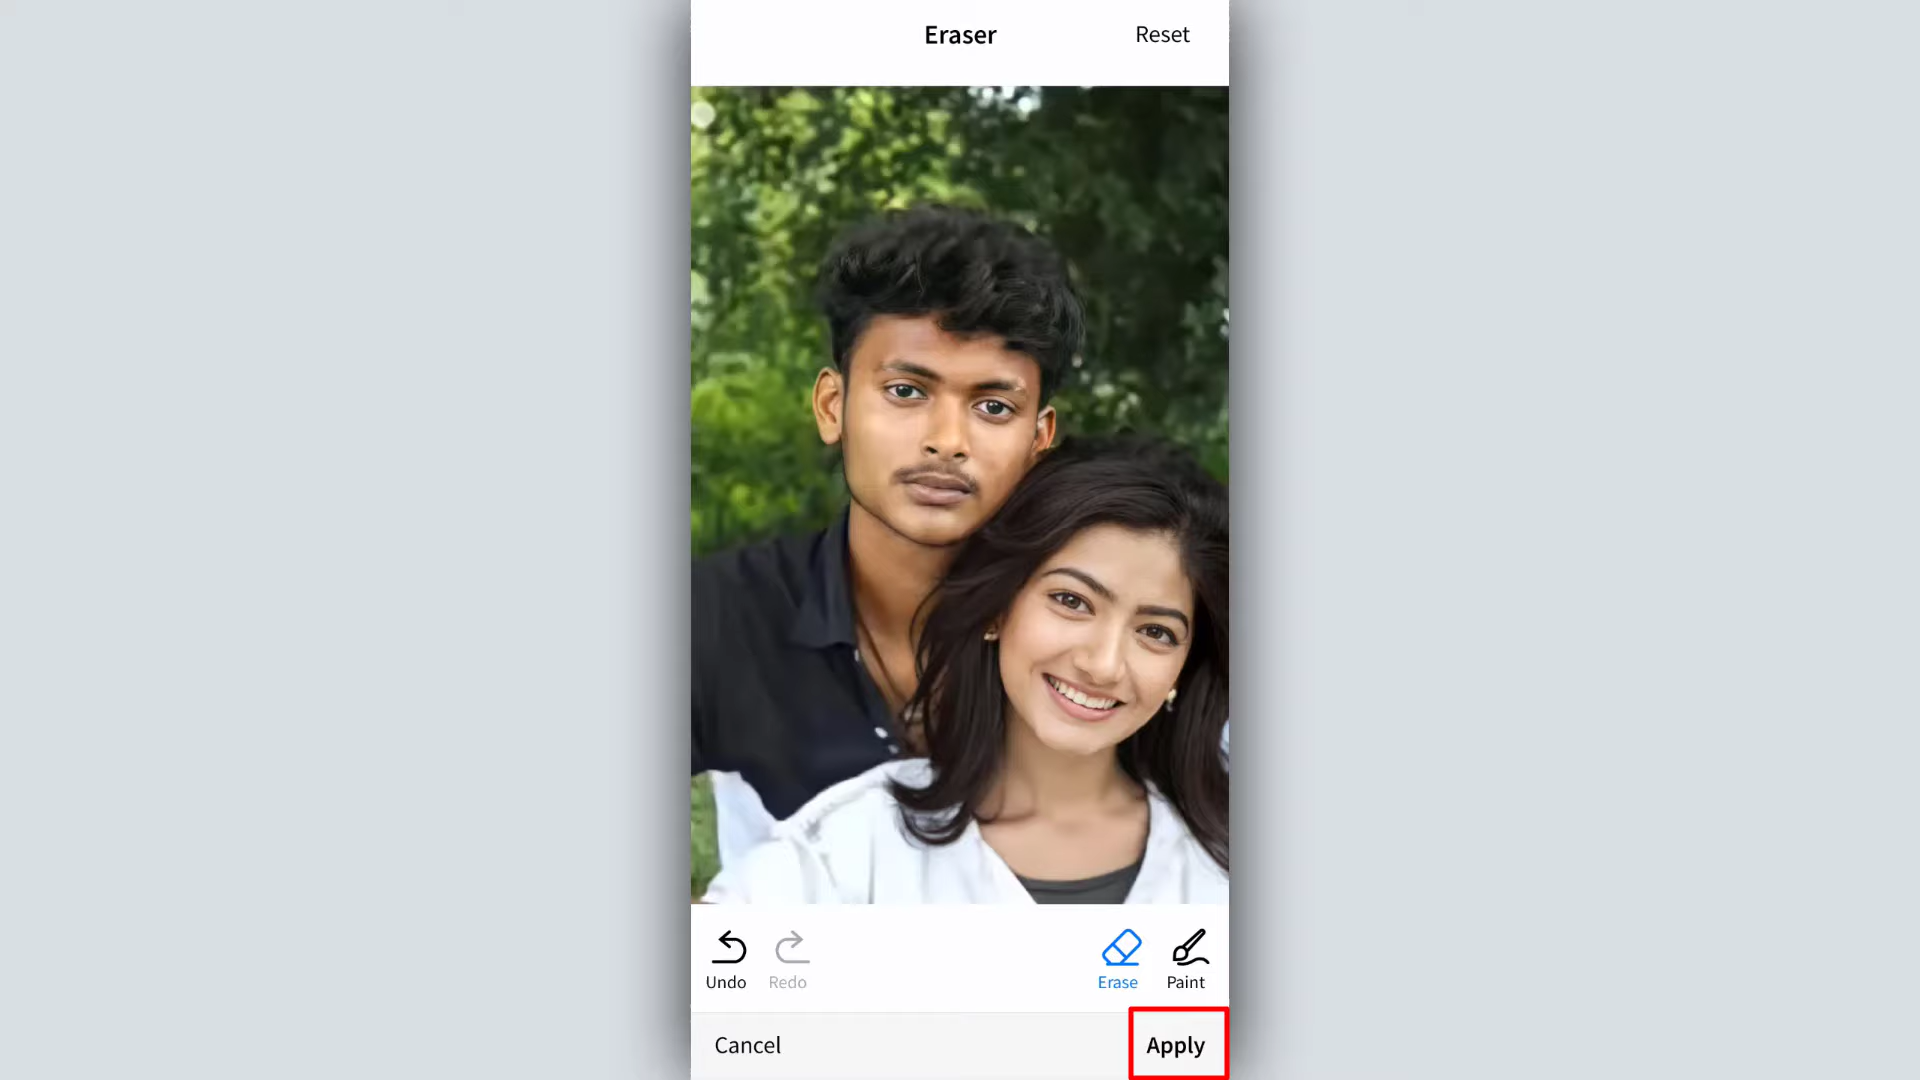 Eraser
Reset
Undo
Redo
Erase
Paint
Cancel
Apply